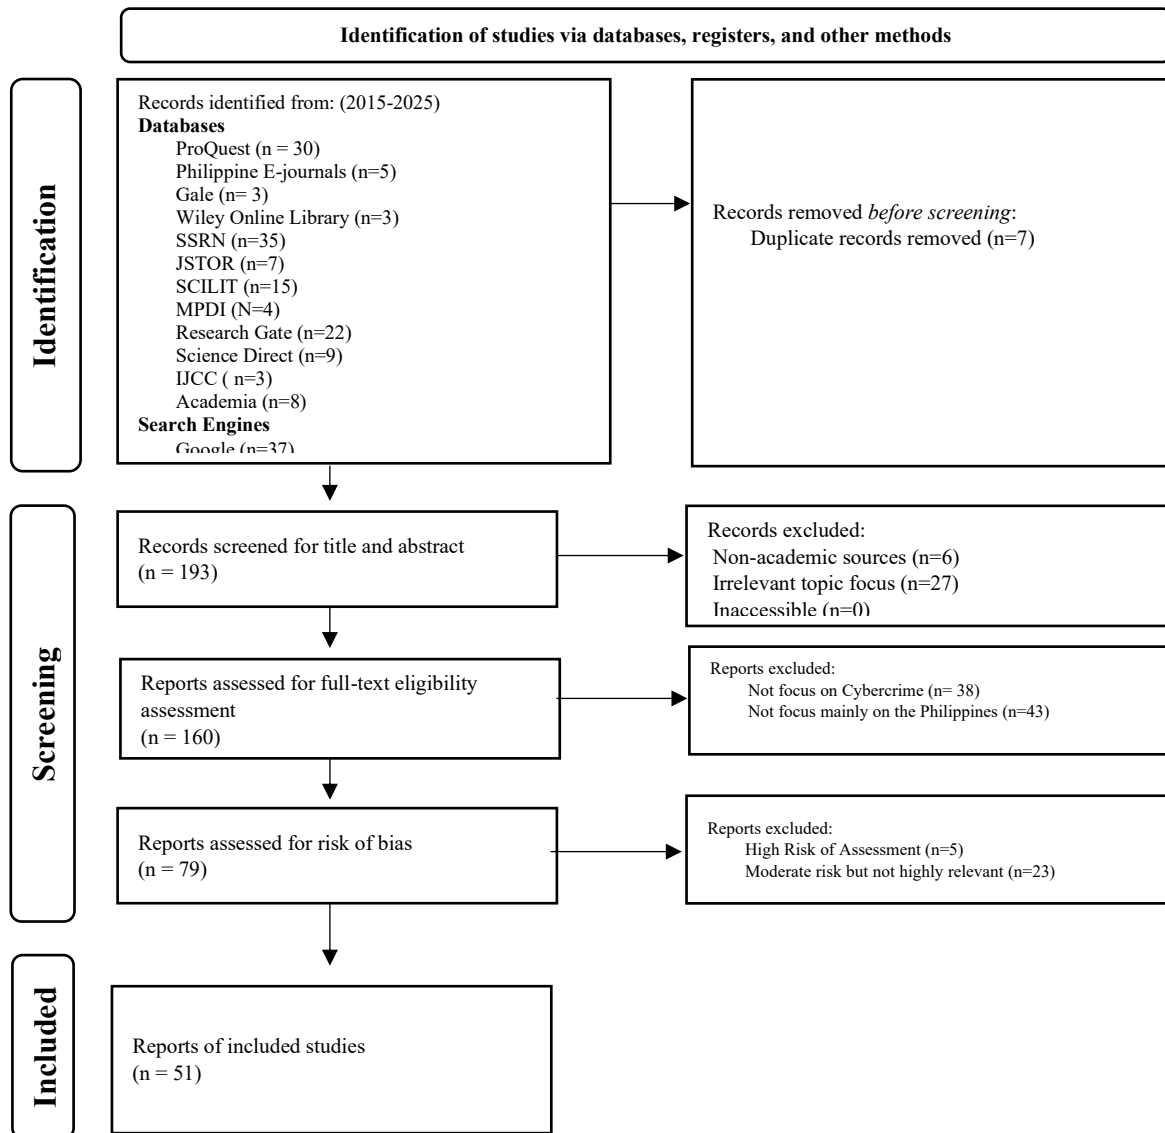 Identification of studies via databases, registers, and other methods
Identification
Records identified from: (2015-2025)
Databases
ProQuest (n = 30)
Philippine E-journals (n=5)
Gale (n= 3)
Wiley Online Library (n=3)
SSRN (n=35)
JSTOR (n=7)
SCILIT (n=15)
MPDI (N=4)
Research Gate (n=22)
Science Direct (n=9)
IJCC ( n=3)
Academia (n=8)
Search Engines
Google (n=37)
Records removed before screening:
Duplicate records removed (n=7)
Screening
Records screened for title and abstract
(n = 193)
Records excluded:
Non-academic sources (n=6)
Irrelevant topic focus (n=27)
Inaccessible (n=0)
Reports assessed for full-text eligibility
assessment
(n = 160)
Reports excluded:
Not focus on Cybercrime (n= 38)
Not focus mainly on the Philippines (n=43)
Reports assessed for risk of bias
(n = 79)
Reports excluded:
High Risk of Assessment (n=5)
Moderate risk but not highly relevant (n=23)
Included
Reports of included studies
(n = 51)